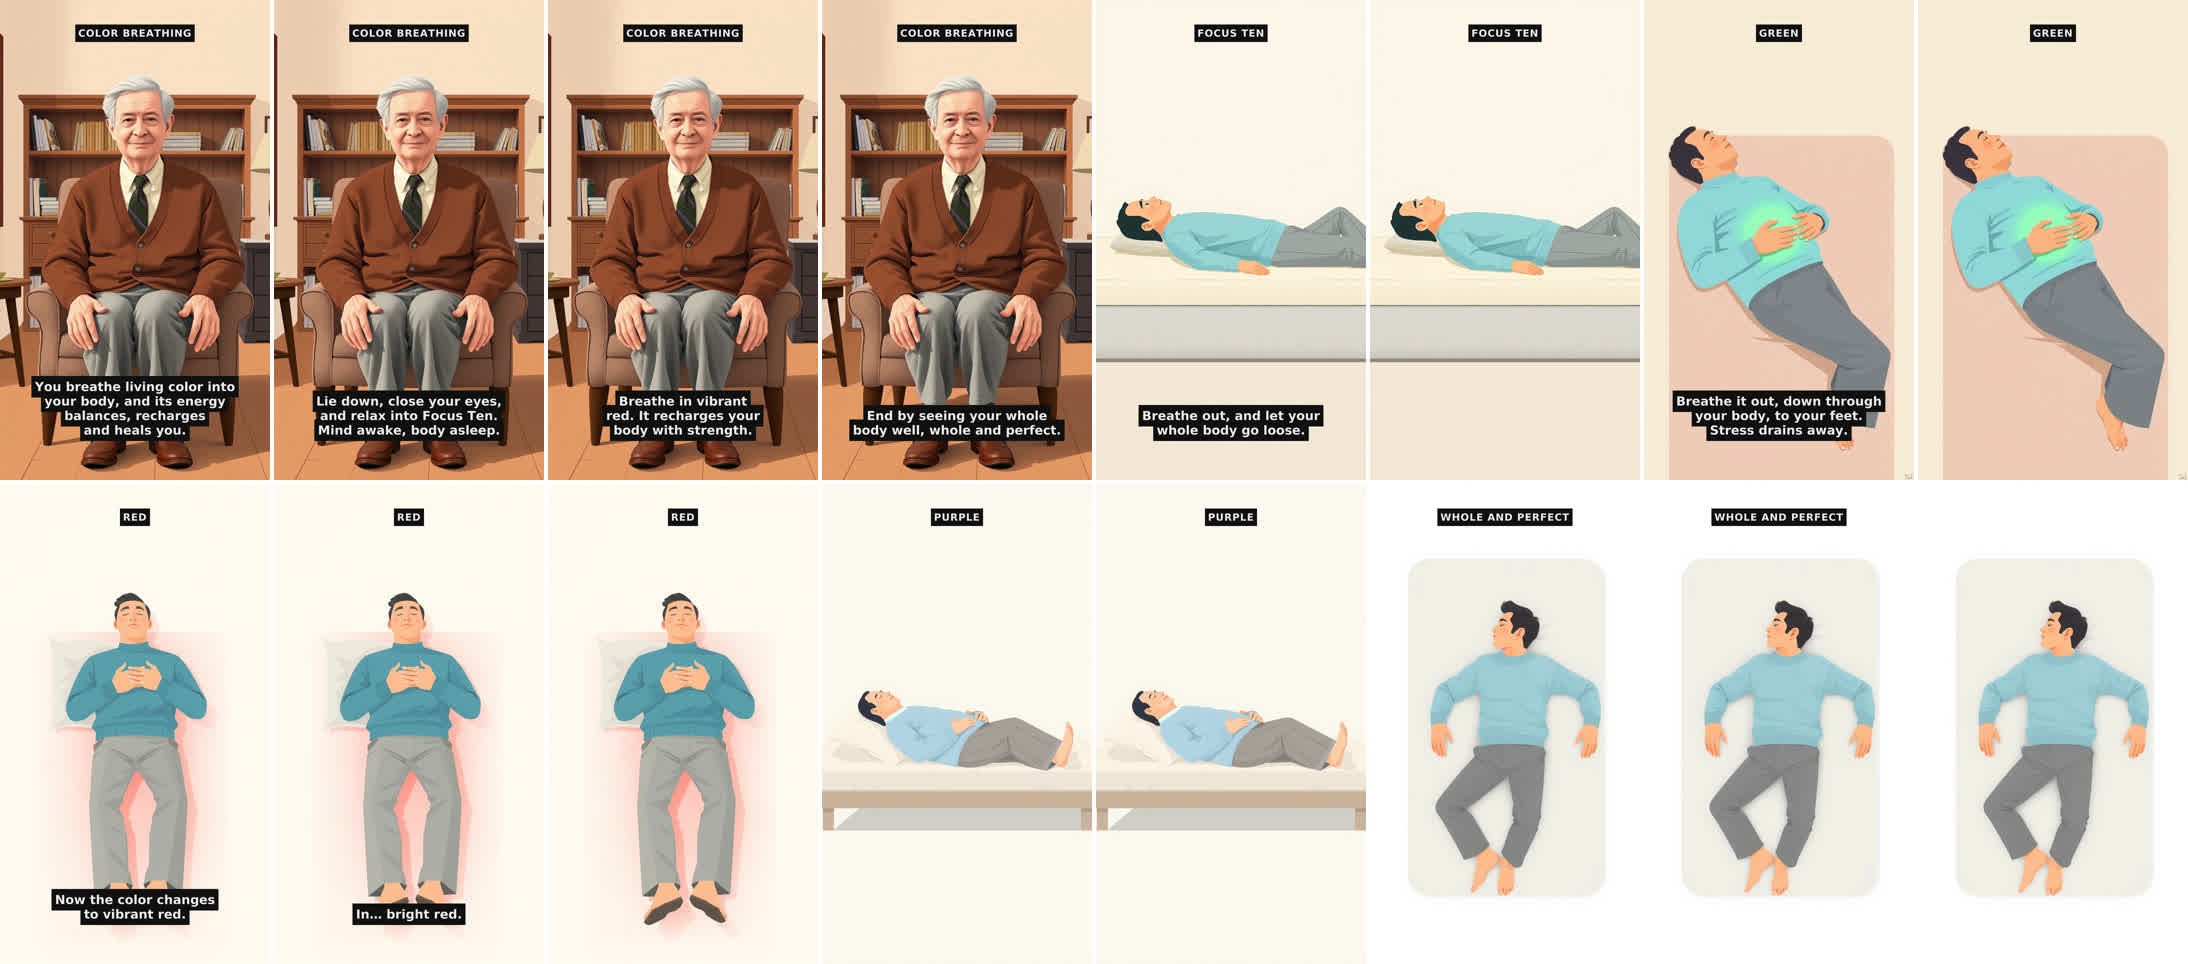 COLOR BREATHING
You breathe living color into
your body, and its energy
balances, recharges
and heals you.
COLOR BREATHING
Lie down, close your eyes,
and relax into Focus Ten.
Mind awake, body asleep.
COLOR BREATHING
Breathe in vibrant
red. It recharges your
body with strength.
COLOR BREATHING
End by seeing your whole
body well, whole and perfect.
FOCUS TEN
Breathe out, and let your
whole body go loose.
FOCUS TEN
GREEN
Breathe it out, down through
your body, to your feet.
Stress drains away.
GREEN
RED
Now the color changes
to vibrant red.
RED
In... bright red.
RED
PURPLE
PURPLE
WHOLE AND PERFECT
WHOLE AND PERFECT